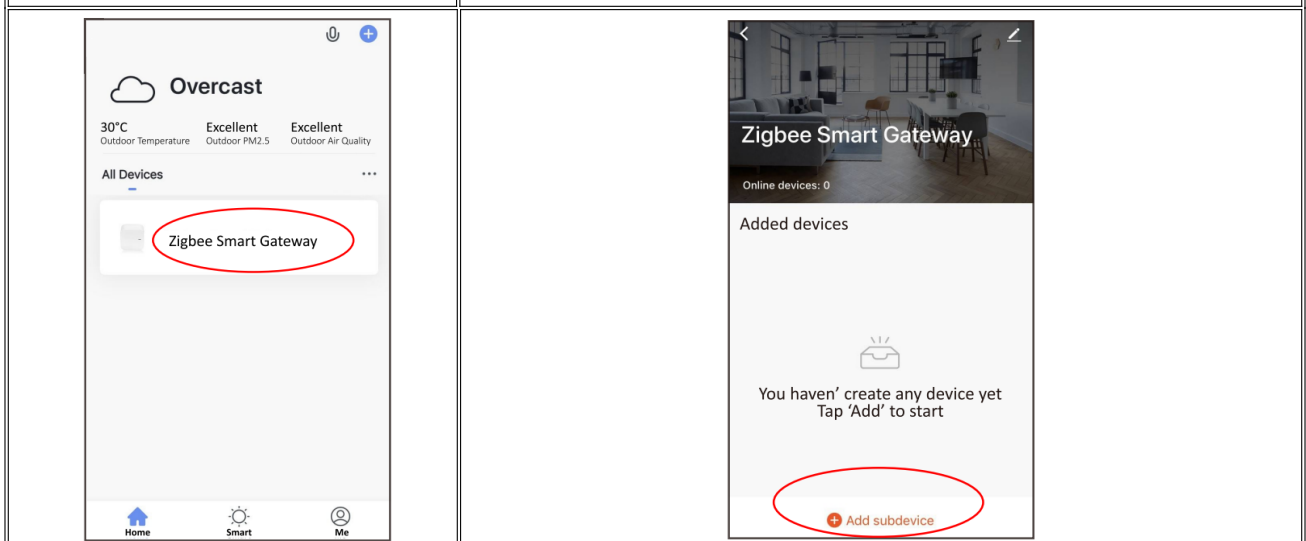 Overcast
30°C Excellent Excellent
Outdoor Temperature Outdoor PM2.5 Outdoor Air Quality
All Devices
Zigbee Smart Gateway
Home Smart Me
Zigbee Smart Gateway
Online devices: 0
Added devices
You haven’ create any device yet
Tap ‘Add’ to start
Add subdevice